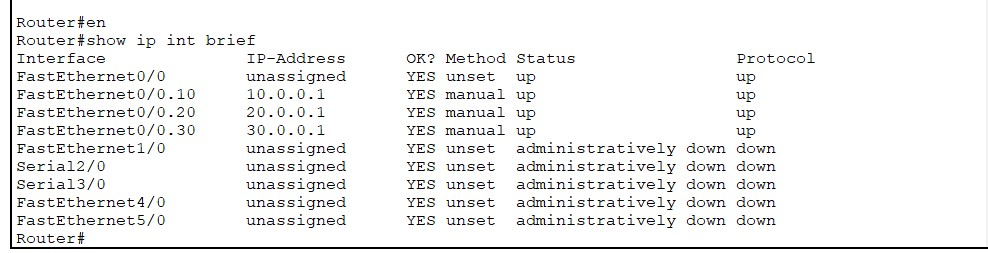 Router#en
Router#show ip int brief
Interface IP-Address OK? Method Status Protocol
FastEthernet0/0 unassigned YES unset up up
FastEthernet0/0.10 10.0.0.1 YES manual up up
FastEthernet0/0.20 20.0.0.1 YES manual up up
FastEthernet0/0.30 30.0.0.1 YES manual up up
FastEthernet1/0 unassigned YES unset administratively down down
Serial2/0 unassigned YES unset administratively down down
Serial3/0 unassigned YES unset administratively down down
FastEthernet4/0 unassigned YES unset administratively down down
FastEthernet5/0 unassigned YES unset administratively down down
Router#